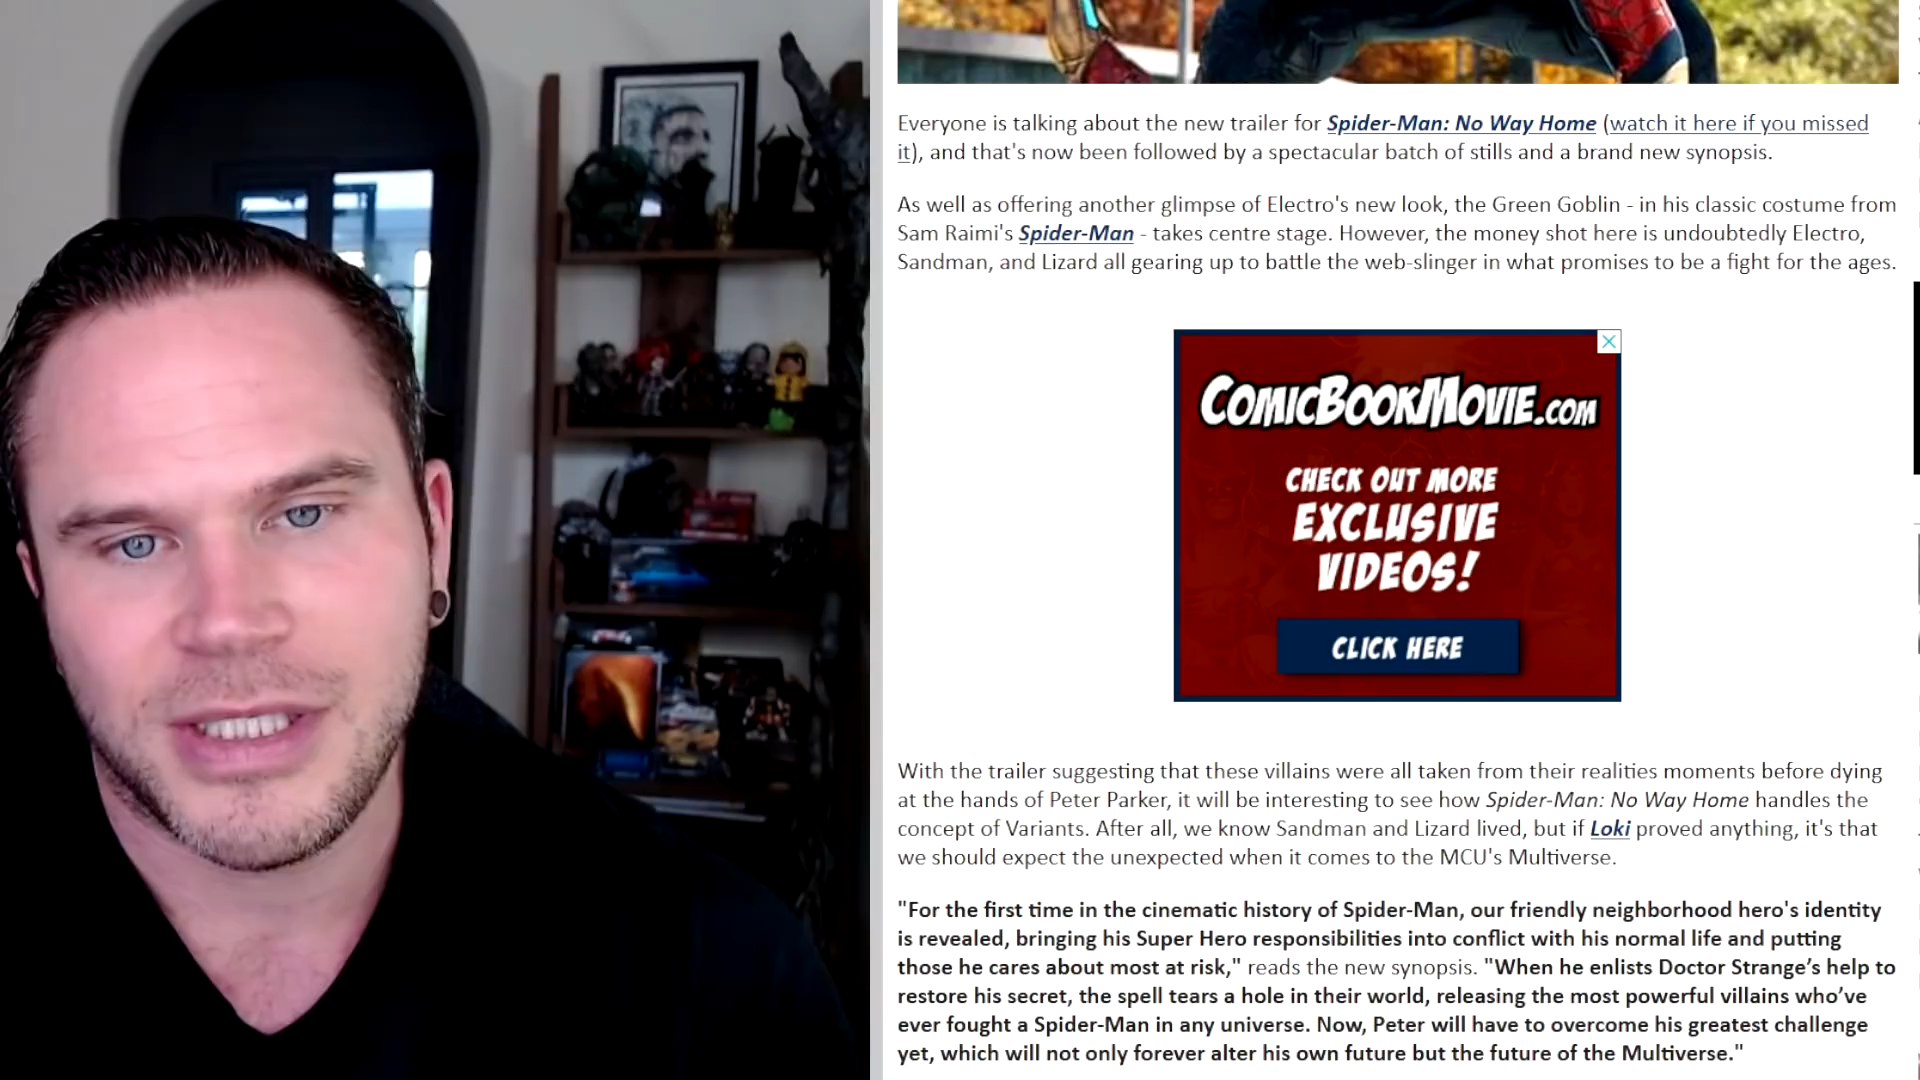 Everyone is talking about the new trailer for Spider-Man: No Way Home (watch it here if you missed
it), and that's now been followed by a spectacular batch of stills and a brand new synopsis.
As well as offering another glimpse of Electro's new look, the Green Goblin - in his classic costume from
Sam Raimi's Spider-Man - takes centre stage. However, the money shot here is undoubtedly Electro,
Sandman, and Lizard all gearing up to battle the web-slinger in what promises to be a fight for the ages.
COMICBOOKMOVIE.COM
CHECK OUT MORE
EXCLUSIVE
VIDEOS!
CLICK HERE
With the trailer suggesting that these villains were all taken from their realities moments before dying
at the hands of Peter Parker, it will be interesting to see how Spider-Man: No Way Home handles the
concept of Variants. After all, we know Sandman and Lizard lived, but if Loki proved anything, it's that
we should expect the unexpected when it comes to the MCU's Multiverse.
"For the first time in the cinematic history of Spider-Man, our friendly neighborhood hero's identity
is revealed, bringing his Super Hero responsibilities into conflict with his normal life and putting
those he cares about most at risk," reads the new synopsis. "When he enlists Doctor Strange’s help to
restore his secret, the spell tears a hole in their world, releasing the most powerful villains who’ve
ever fought a Spider-Man in any universe. Now, Peter will have to overcome his greatest challenge
yet, which will not only forever alter his own future but the future of the Multiverse."